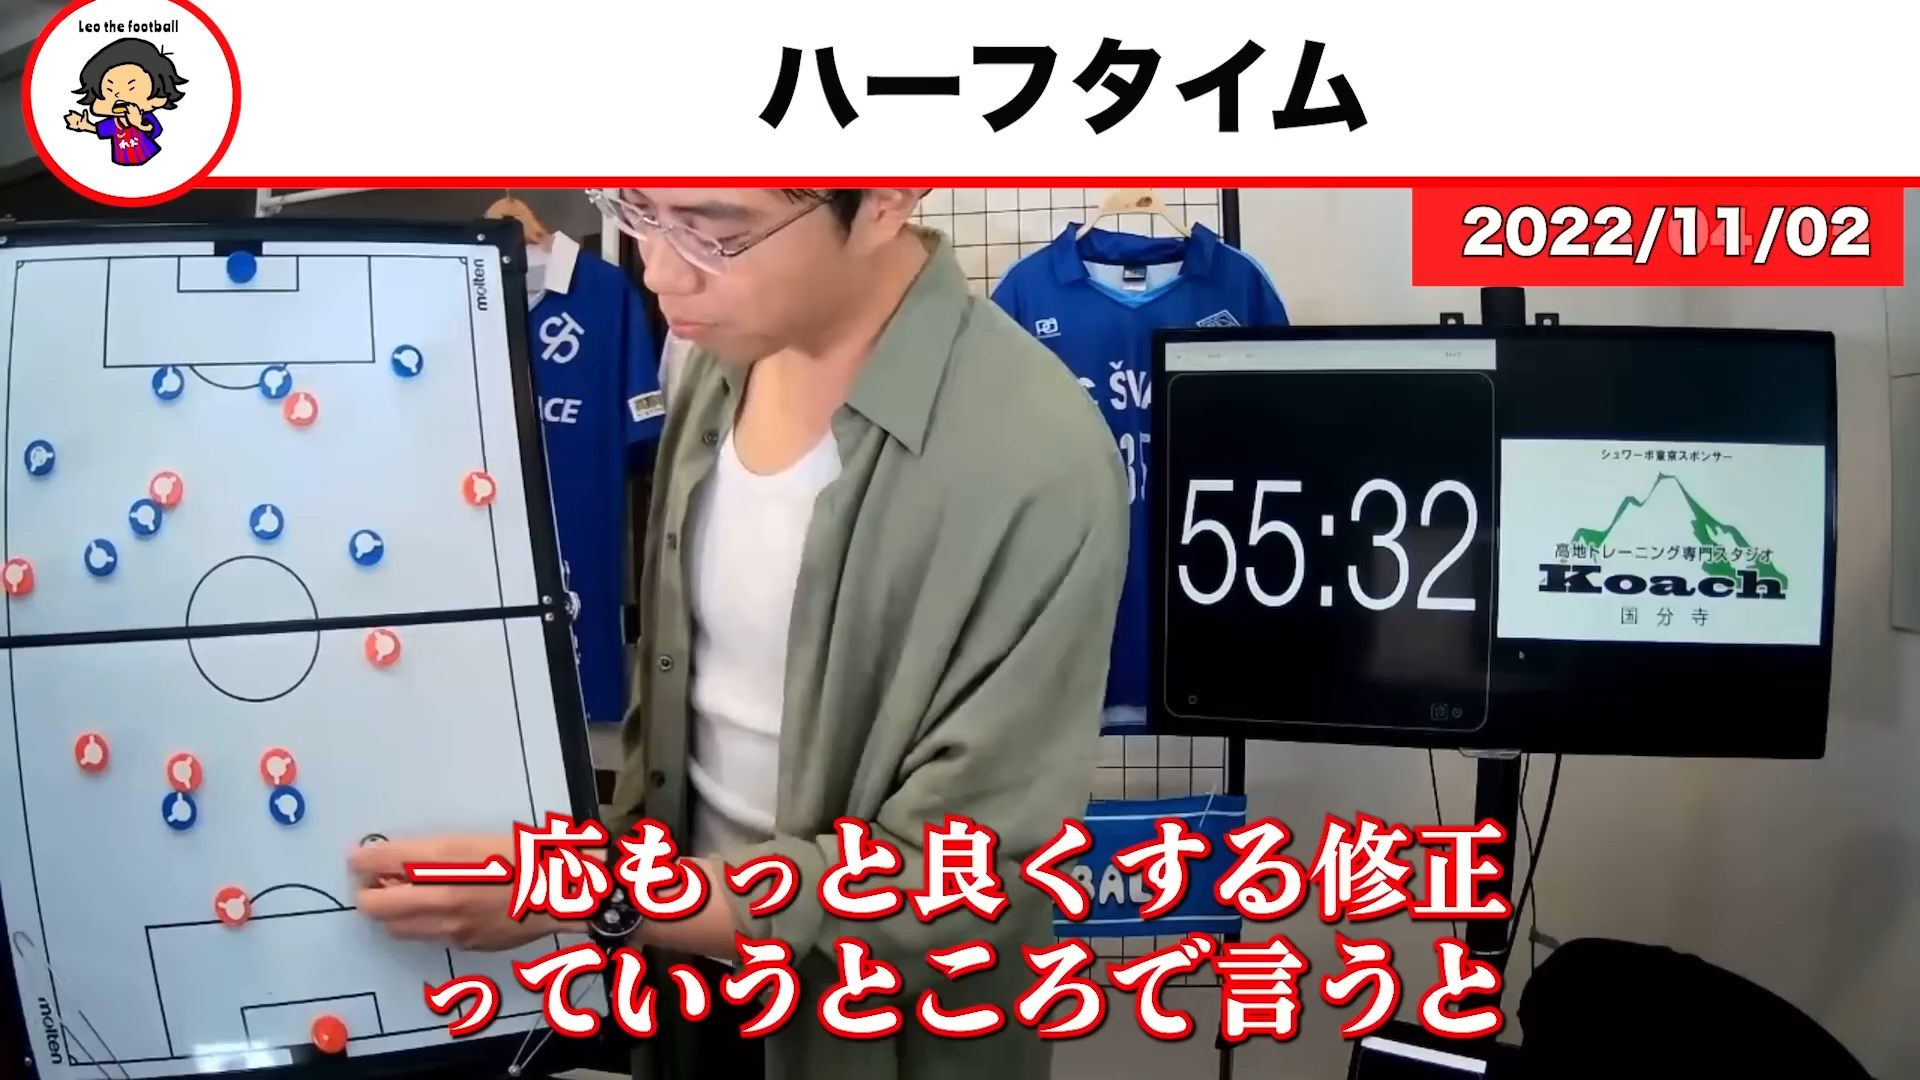 Leo the football
ハーフタイム
2022/11/02
molten
CE
ŠVA
55:32
シュワーボ東京スポンサー
高地トレーニング専門スタジオ
Koach
国分寺
BAL
一応もっと良くする修正
っていうところで言うと
molten